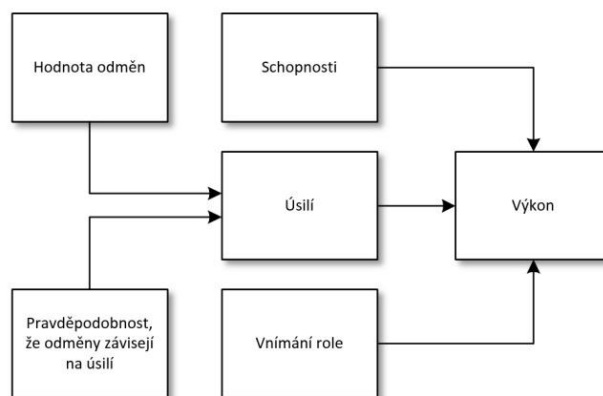 Hodnota odměn
Schopnosti
Úsilí
Výkon
Pravděpodobnost,
že odměny závisejí
na úsilí
Vnímání role